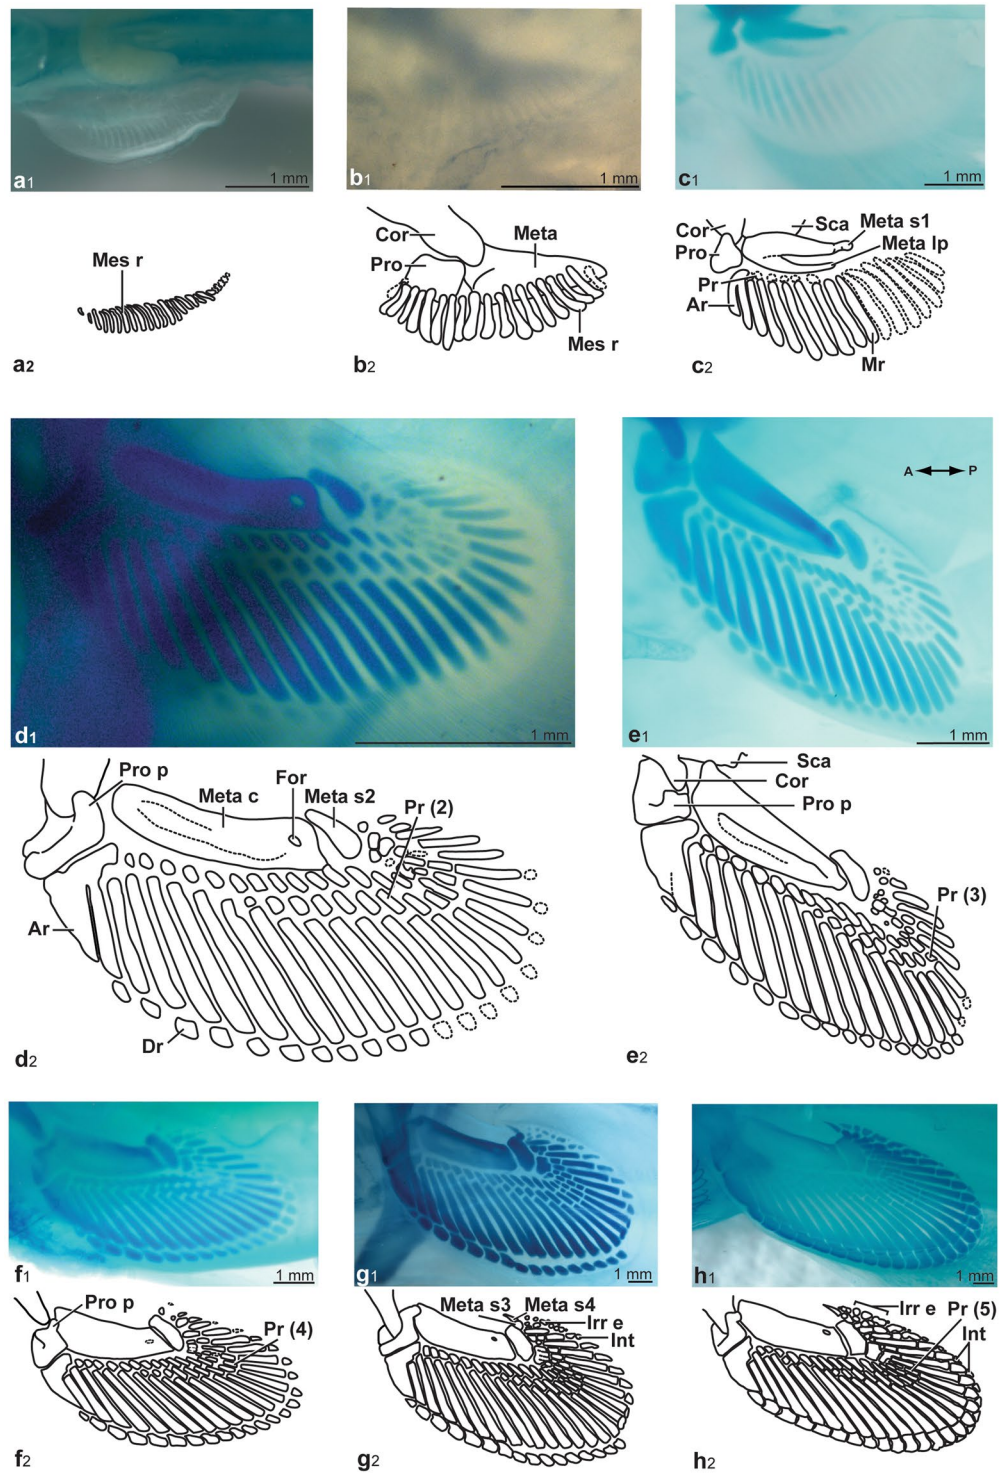 a1
1 mm
b1
1 mm
c1
1 mm
Mes r
a2
Cor
Meta
Pro
Mes r
b2
Cor
Sca
Meta s1
Pro
Meta lp
Pr
Ar
Mr
c2
d1
1 mm
A P
e1
1 mm
Pro p
For
Meta c
Meta s2
Pr (2)
Ar
Dr
d2
Sca
Cor
Pro p
Pr (3)
e2
f1
1 mm
g1
1 mm
h1
1 mm
Pro p
Pr (4)
f2
Meta s3
Meta s4
Irr e
Int
g2
Irr e
Pr (5)
Int
h2